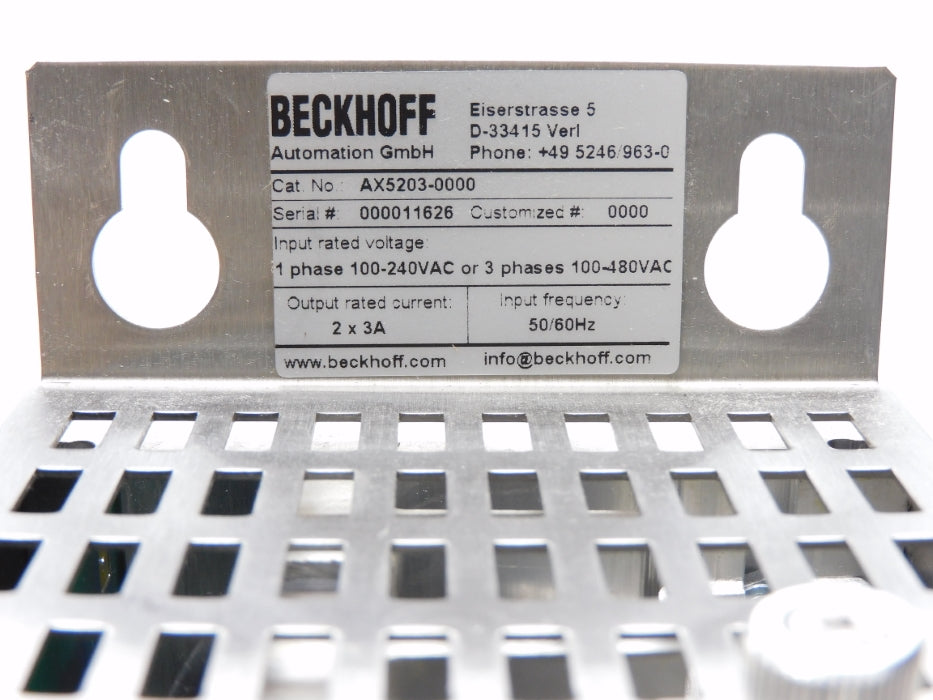 BECKHOFF
Automation GmbH
Eiserstrasse 5
D-33415 Verl
Phone: +49 5246/963-0
Cat. No.: AX5203-0000
Serial #: 000011626 Customized #: 0000
Input rated voltage:
1 phase 100-240VAC or 3 phases 100-480VAC
Output rated current:
2 x 3A
Input frequency:
50/60Hz
www.beckhoff.com info@beckhoff.com